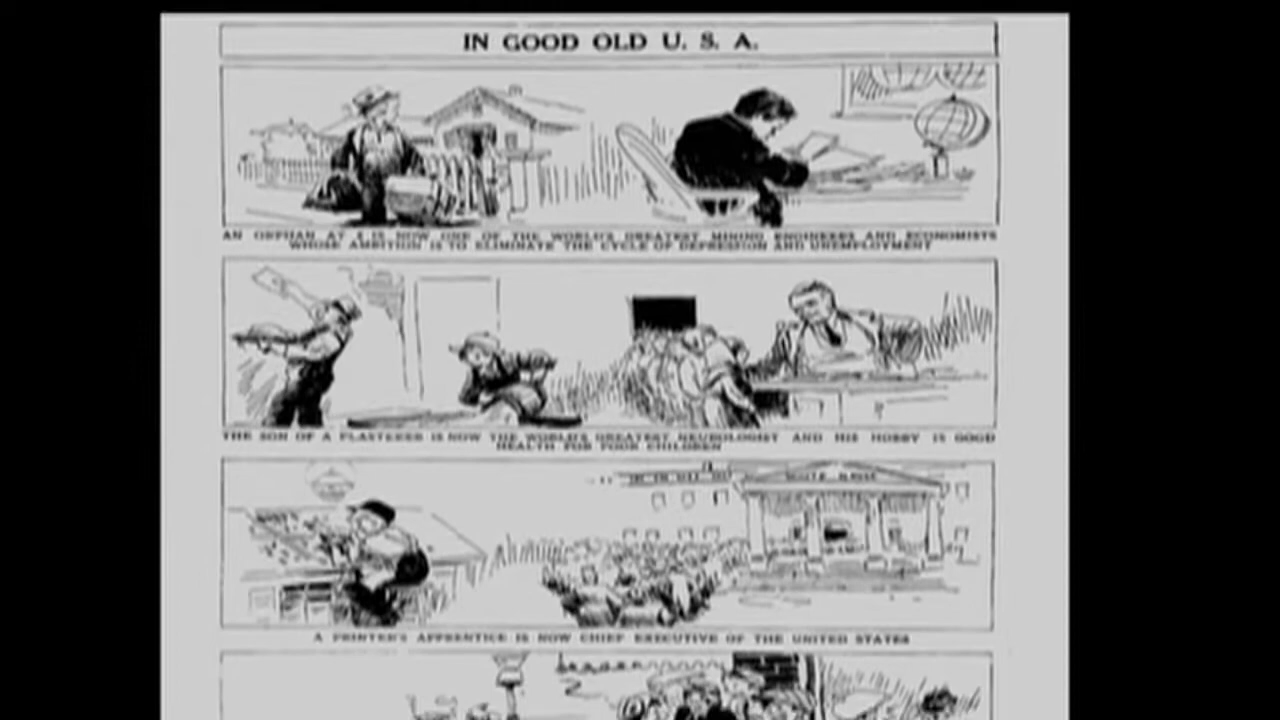 IN GOOD OLD U. S. A.
AN ORPHAN AT 8 IS NOW ONE OF THE WORLD'S GREATEST MINING ENGINEERS AND ECONOMISTS
WHOSE AMBITION IS TO ELIMINATE THE CYCLE OF DEPRESSION AND UNEMPLOYMENT
THE SON OF A PLASTERER IS NOW THE WORLD'S GREATEST NEUROLOGIST AND HIS HOBBY IS GOOD
HEALTH FOR POOR CHILDREN
WHITE HOUSE
A PRINTER'S APPRENTICE IS NOW CHIEF EXECUTIVE OF THE UNITED STATES